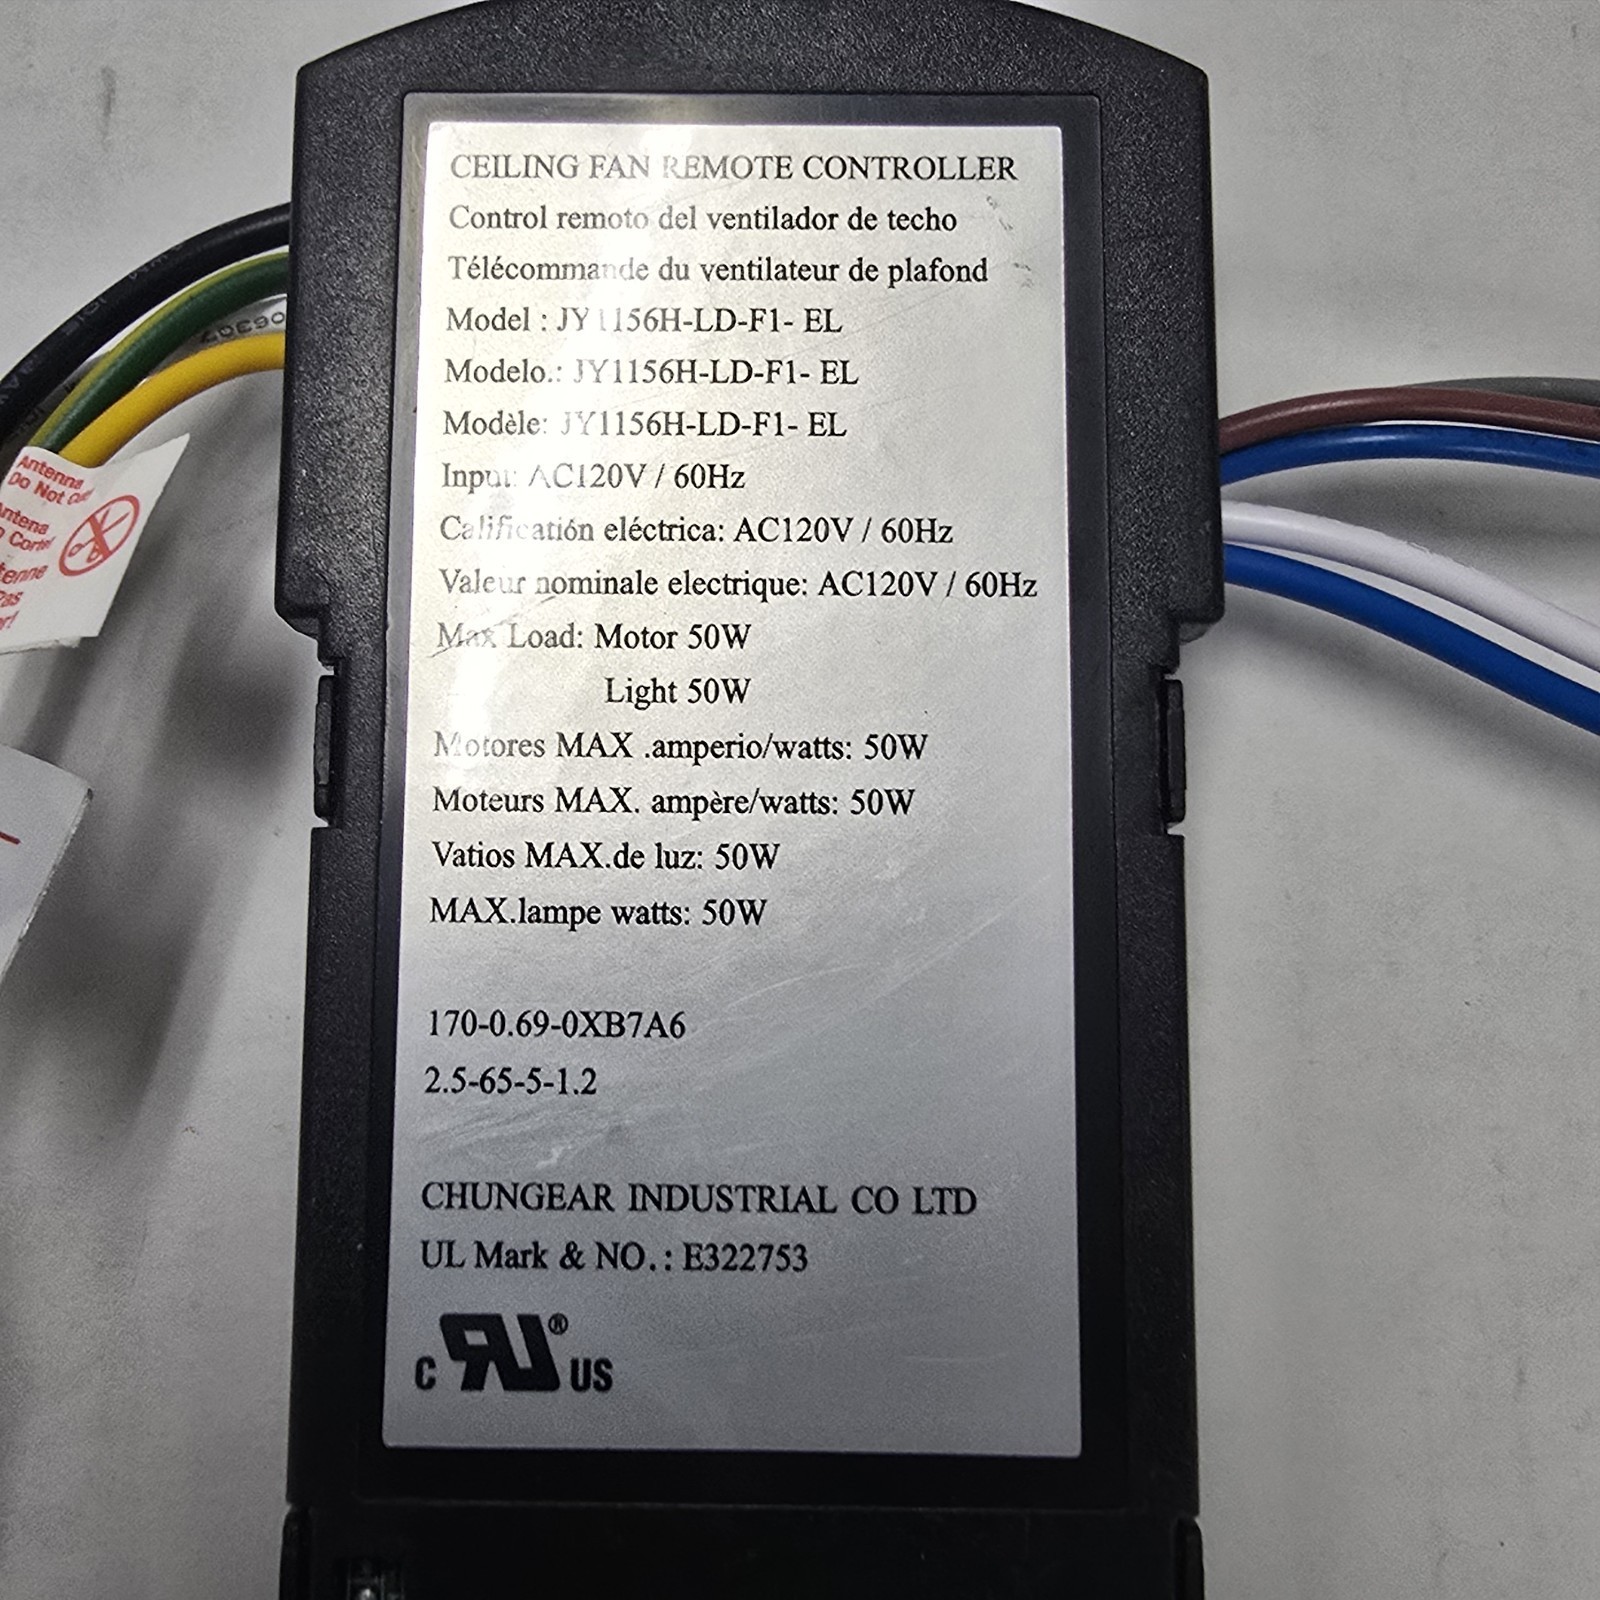 CEILING FAN REMOTE CONTROLLER
Control remoto del ventilador de techo
Télécommande du ventilateur de plafond
Model : JY1156H-LD-F1- EL
Modelo.: JY1156H-LD-F1- EL
Modèle: JY1156H-LD-F1- EL
Input: AC120V / 60Hz
Calificatión eléctrica: AC120V / 60Hz
Valeur nominale electrique: AC120V / 60Hz
Max Load: Motor 50W
Light 50W
Motores MAX .amperio/watts: 50W
Moteurs MAX. ampère/watts: 50W
Vatios MAX.de luz: 50W
MAX.lampe watts: 50W
170-0.69-0XB7A6
2.5-65-5-1.2
CHUNGEAR INDUSTRIAL CO LTD
UL Mark & NO.: E322753
C RU® US
Antenna
Do Not